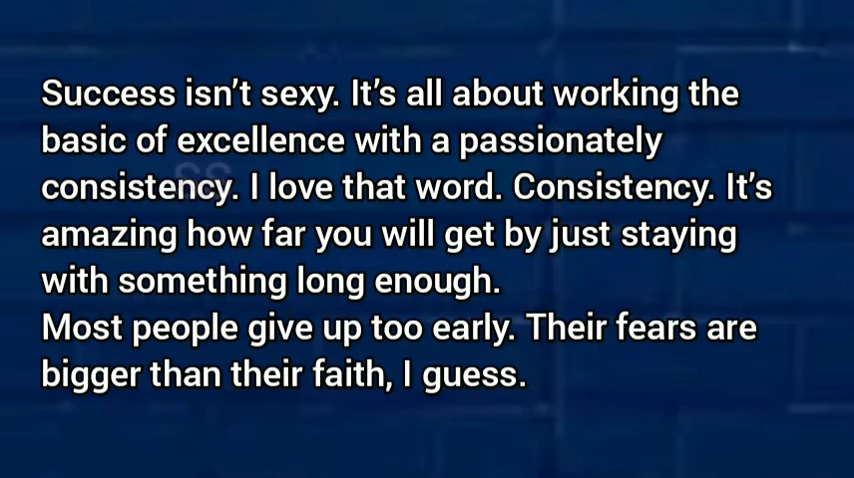 Success isn’t sexy. It’s all about working the
basic of excellence with a passionately
consistency. I love that word. Consistency. It’s
amazing how far you will get by just staying
with something long enough.
Most people give up too early. Their fears are
bigger than their faith, I guess.